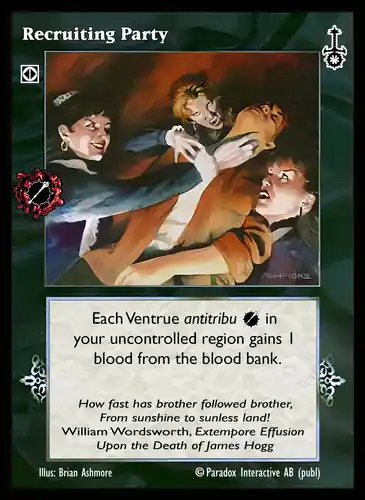 Recruiting Party
ASHMORE
Each Ventrue antitribu in
your uncontrolled region gains 1
blood from the blood bank.
How fast has brother followed brother,
From sunshine to sunless land!
William Wordsworth, Extempore Effusion
Upon the Death of James Hogg
Illus: Brian Ashmore
© Paradox Interactive AB (publ)